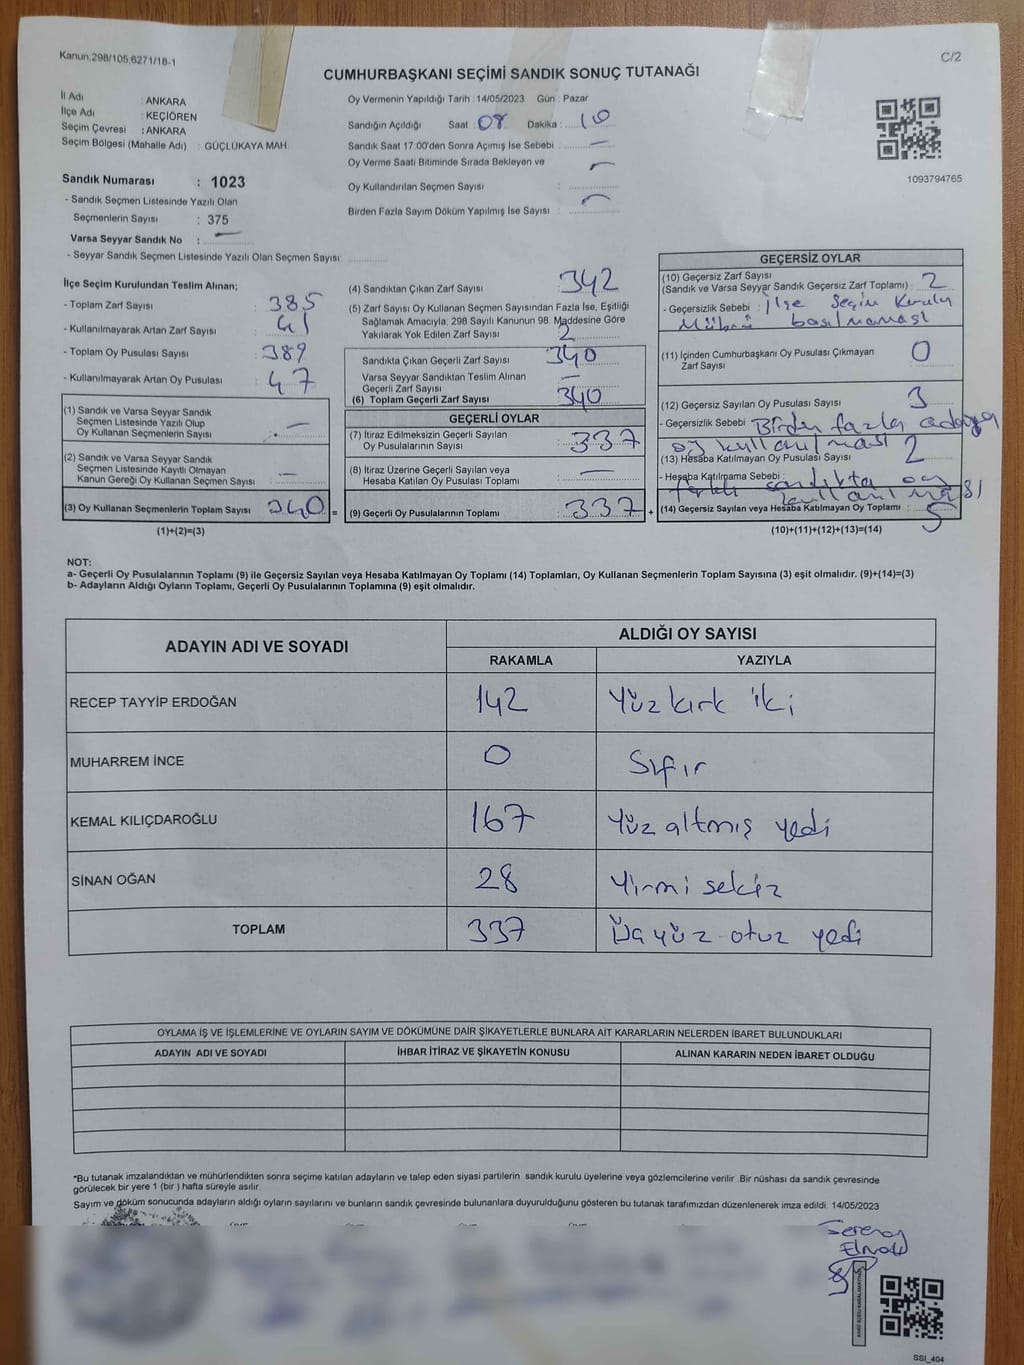 Kanun:298/105,6271/18-1
C/2
CUMHURBAŞKANI SEÇİMİ SANDIK SONUÇ TUTANAĞI
İl Adı : ANKARA
İlçe Adı : KEÇİÖREN
Seçim Çevresi : ANKARA
Seçim Bölgesi (Mahalle Adı) : GÜÇLÜKAYA MAH.
Sandık Numarası : 1023
- Sandık Seçmen Listesinde Yazılı Olan
Seçmenlerin Sayısı : 375
Varsa Seyyar Sandık No :
- Seyyar Sandık Seçmen Listesinde Yazılı Olan Seçmen Sayısı:
Oy Vermenin Yapıldığı Tarih : 14/05/2023 Gün : Pazar
Sandığın Açıldığı Saat : 08 Dakika : 10
Sandık Saat 17:00'den Sonra Açımış İse Sebebi : —
Oy Verme Saati Bitiminde Sırada Bekleyen ve
Oy Kullandırılan Seçmen Sayısı :
Birden Fazla Sayım Döküm Yapılmış İse Sayısı :
1093794765
İlçe Seçim Kurulundan Teslim Alınan;
- Toplam Zarf Sayısı : 385
- Kullanılmayarak Artan Zarf Sayısı : 41
- Toplam Oy Pusulası Sayısı : 389
- Kullanılmayarak Artan Oy Pusulası : 47
(1) Sandık ve Varsa Seyyar Sandık
Seçmen Listesinde Yazılı Olup
Oy Kullanan Seçmenlerin Sayısı : —
(2) Sandık ve Varsa Seyyar Sandık
Seçmen Listesinde Kayıtlı Olmayan
Kanun Gereği Oy Kullanan Seçmen Sayısı : —
(3) Oy Kullanan Seçmenlerin Toplam Sayısı : 340 =
(1)+(2)=(3)
(4) Sandıktan Çıkan Zarf Sayısı : 342
(5) Zarf Sayısı Oy Kullanan Seçmen Sayısından Fazla İse, Eşitliği
Sağlamak Amacıyla, 298 Sayılı Kanunun 98. Maddesine Göre
Yakılarak Yok Edilen Zarf Sayısı : 2
Sandıkta Çıkan Geçerli Zarf Sayısı : 340
Varsa Seyyar Sandıktan Teslim Alınan
Geçerli Zarf Sayısı : —
(6) Toplam Geçerli Zarf Sayısı : 340
GEÇERLİ OYLAR
(7) İtiraz Edilmeksizin Geçerli Sayılan
Oy Pusulalarının Sayısı : 337
(8) İtiraz Üzerine Geçerli Sayılan veya
Hesaba Katılan Oy Pusulası Toplamı : —
(9) Geçerli Oy Pusulalarının Toplamı : 337 +
GEÇERSİZ OYLAR
(10) Geçersiz Zarf Sayısı
(Sandık ve Varsa Seyyar Sandık Geçersiz Zarf Toplamı) : 2
- Geçersizlik Sebebi : İlçe Seçim Kurulu
Mührü basılmaması
(11) İçinden Cumhurbaşkanı Oy Pusulası Çıkmayan
Zarf Sayısı : 0
(12) Geçersiz Sayılan Oy Pusulası Sayısı : 3
- Geçersizlik Sebebi : Birden fazla adaya
oy kullanılması
(13) Hesaba Katılmayan Oy Pusulası Sayısı : 2
- Hesaba Katılmama Sebebi :
farklı sandıkta oy
kullanılması
(14) Geçersiz Sayılan veya Hesaba Katılmayan Oy Toplamı : 5
(10)+(11)+(12)+(13)=(14)
NOT:
a- Geçerli Oy Pusulalarının Toplamı (9) ile Geçersiz Sayılan veya Hesaba Katılmayan Oy Toplamı (14) Toplamları, Oy Kullanan Seçmenlerin Toplam Sayısına (3) eşit olmalıdır. (9)+(14)=(3)
b- Adayların Aldığı Oyların Toplamı, Geçerli Oy Pusulalarının Toplamına (9) eşit olmalıdır.
ADAYIN ADI VE SOYADI ALDIĞI OY SAYISI
RAKAMLA YAZIYLA
RECEP TAYYİP ERDOĞAN 142 Yüz kırk iki
MUHARREM İNCE 0 Sıfır
KEMAL KILIÇDAROĞLU 167 Yüz altmış yedi
SİNAN OĞAN 28 Yirmi sekiz
TOPLAM 337 Üç yüz otuz yedi
OYLAMA İŞ VE İŞLEMLERİNE VE OYLARIN SAYIM VE DÖKÜMÜNE DAİR ŞİKAYETLERLE BUNLARA AİT KARARLARIN NELERDEN İBARET BULUNDUKLARI
ADAYIN ADI VE SOYADI İHBAR İTİRAZ VE ŞİKAYETİN KONUSU ALINAN KARARIN NEDEN İBARET OLDUĞU
*Bu tutanak imzalandıktan ve mühürlendikten sonra seçime katılan adayların ve talep eden siyasi partilerin sandık kurulu üyelerine veya gözlemcilerine verilir .Bir nüshası da sandık çevresinde
görülecek bir yere 1 (bir ) hafta süreyle asılır.
Sayım ve döküm sonucunda adayların aldığı oyların sayılarını ve bunların sandık çevresinde bulunanlara duyurulduğunu gösteren bu tutanak tarafımızdan düzenlenerek imza edildi. 14/05/2023
SSİ_404